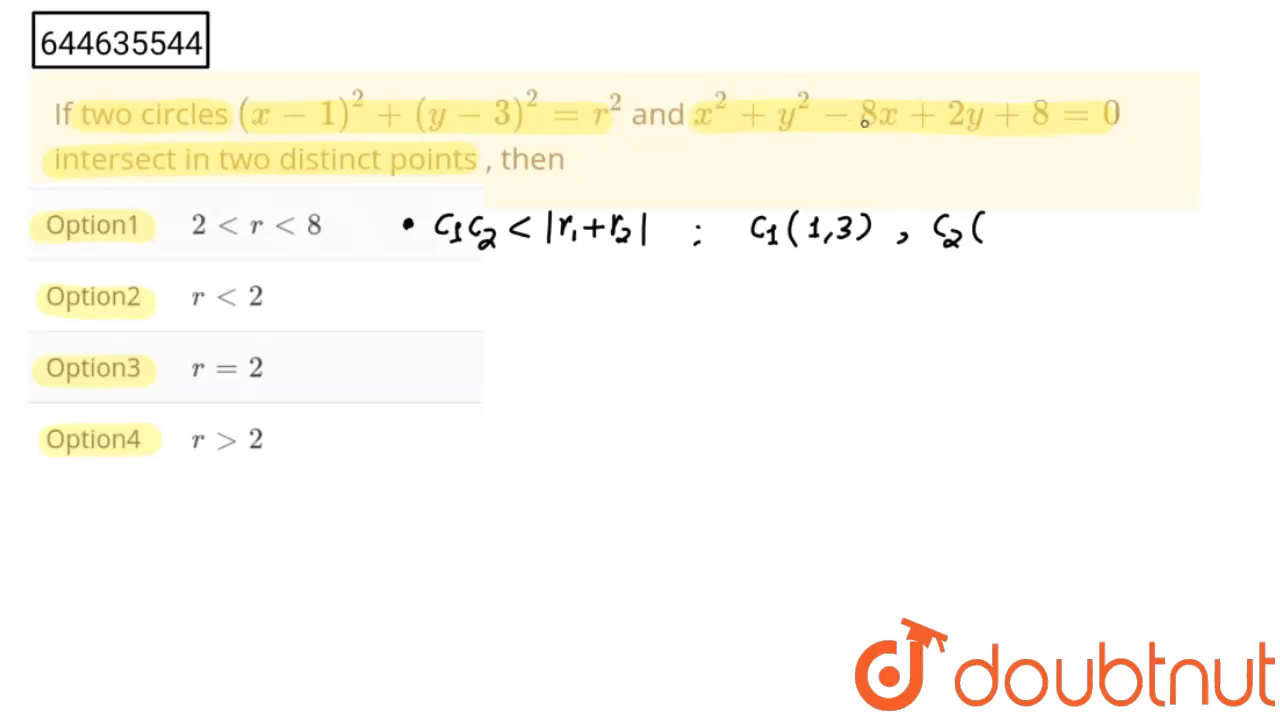 644635544
If two circles (x − 1)² + (y − 3)² = r² and x² + y² − 8x + 2y + 8 = 0
intersect in two distinct points , then
Option1 2 < r < 8 • C₁C₂ < |r₁+r₂| : C₁(1,3) , C₂(
Option2 r < 2
Option3 r = 2
Option4 r > 2
doubtnut